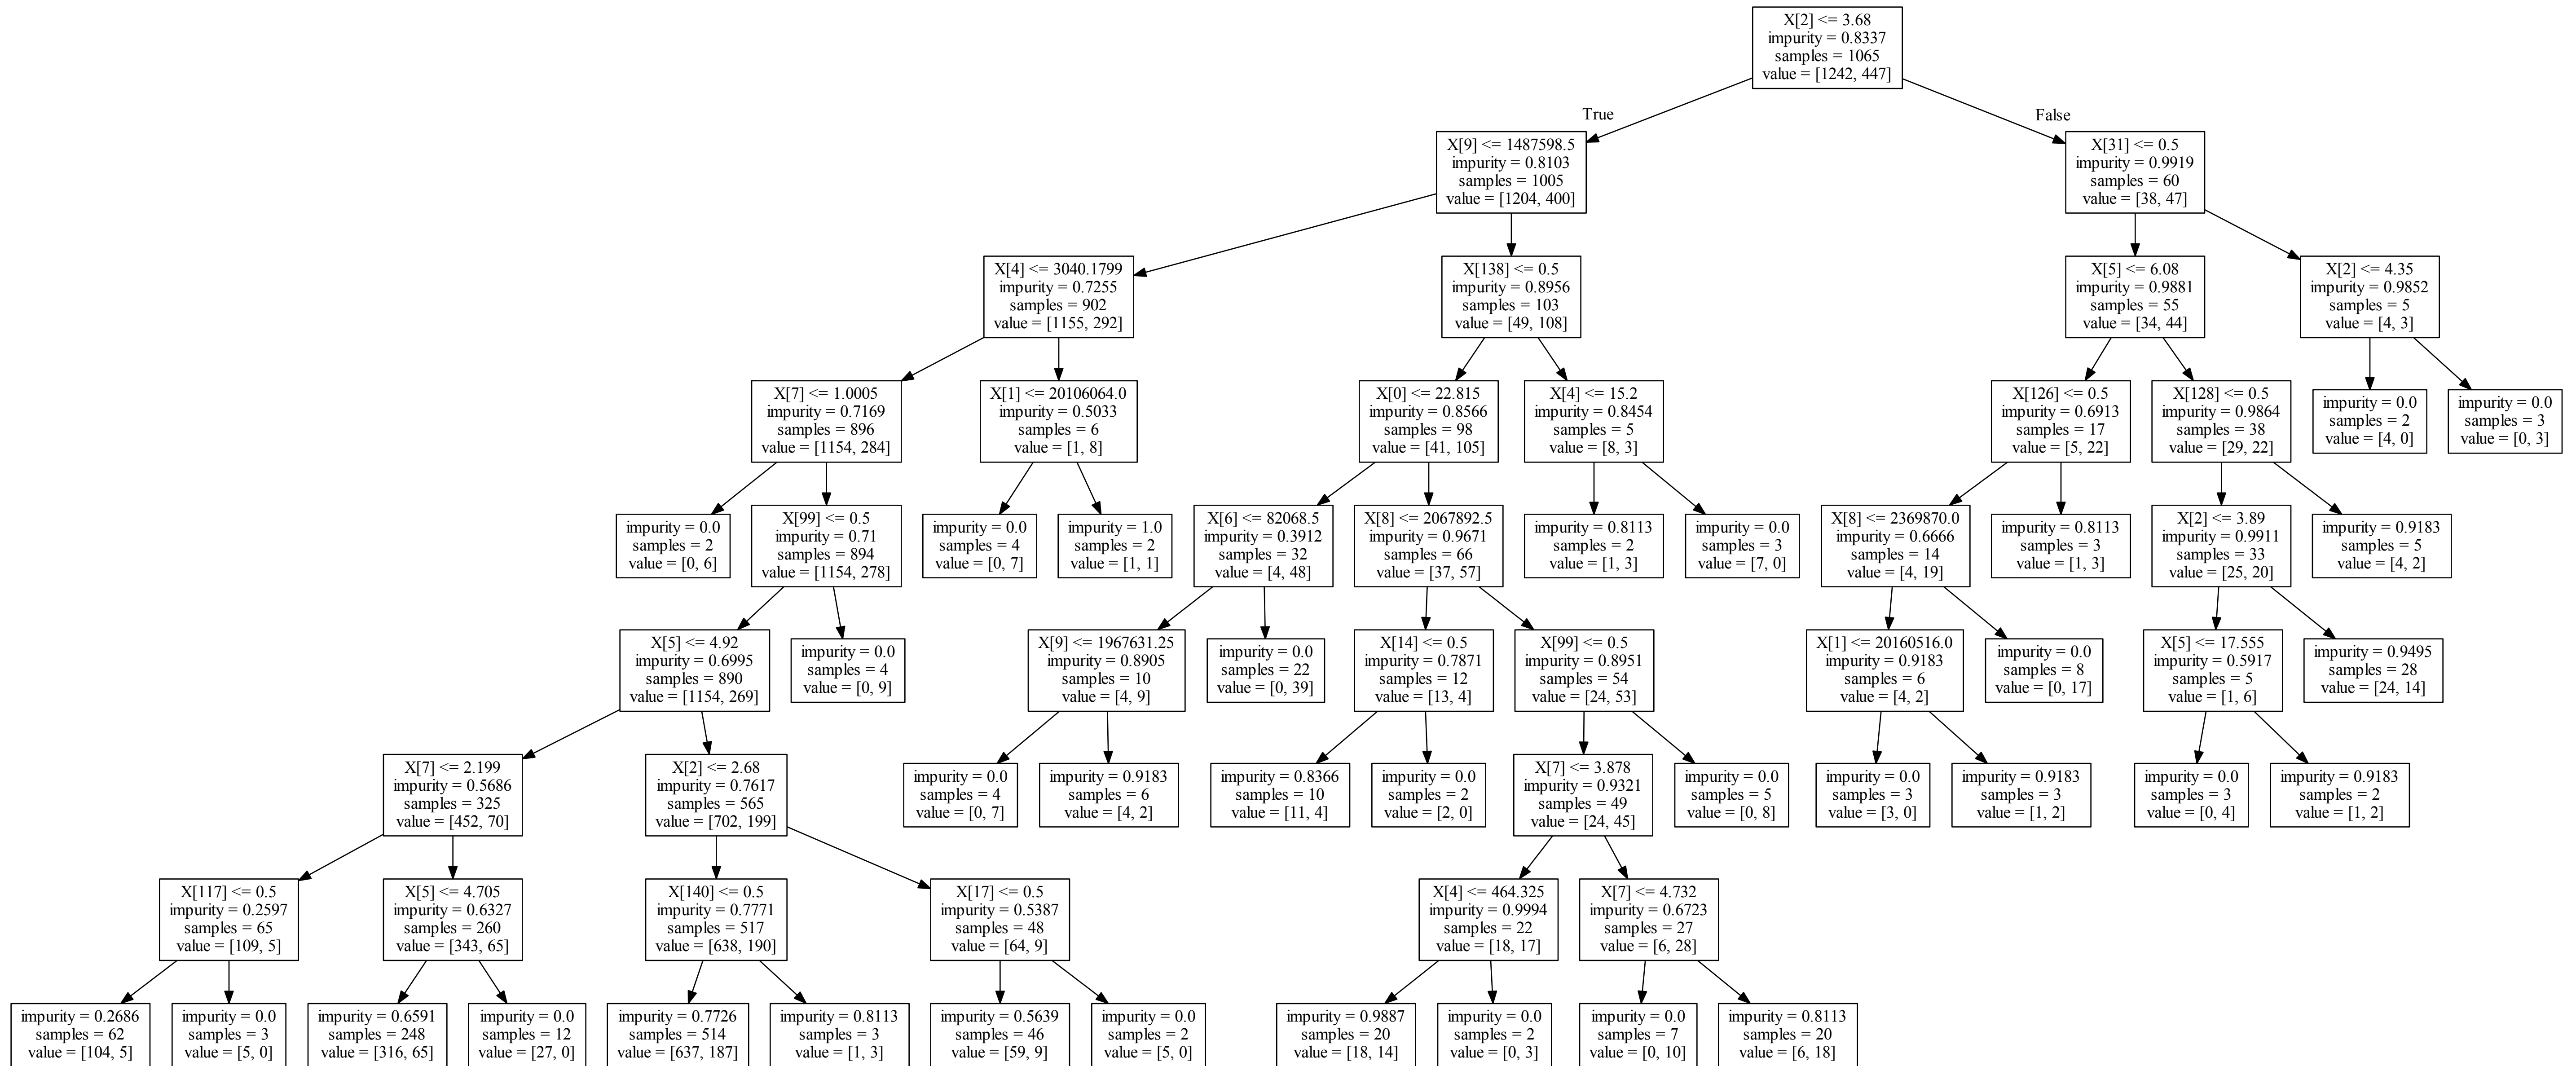 X[2] <= 3.68
impurity = 0.8337
samples = 1065
value = [1242, 447]
True
False
X[9] <= 1487598.5
impurity = 0.8103
samples = 1005
value = [1204, 400]
X[31] <= 0.5
impurity = 0.9919
samples = 60
value = [38, 47]
X[4] <= 3040.1799
impurity = 0.7255
samples = 902
value = [1155, 292]
X[138] <= 0.5
impurity = 0.8956
samples = 103
value = [49, 108]
X[5] <= 6.08
impurity = 0.9881
samples = 55
value = [34, 44]
X[2] <= 4.35
impurity = 0.9852
samples = 5
value = [4, 3]
X[7] <= 1.0005
impurity = 0.7169
samples = 896
value = [1154, 284]
X[1] <= 20106064.0
impurity = 0.5033
samples = 6
value = [1, 8]
X[0] <= 22.815
impurity = 0.8566
samples = 98
value = [41, 105]
X[4] <= 15.2
impurity = 0.8454
samples = 5
value = [8, 3]
X[126] <= 0.5
impurity = 0.6913
samples = 17
value = [5, 22]
X[128] <= 0.5
impurity = 0.9864
samples = 38
value = [29, 22]
impurity = 0.0
samples = 2
value = [4, 0]
impurity = 0.0
samples = 3
value = [0, 3]
impurity = 0.0
samples = 2
value = [0, 6]
X[99] <= 0.5
impurity = 0.71
samples = 894
value = [1154, 278]
impurity = 0.0
samples = 4
value = [0, 7]
impurity = 1.0
samples = 2
value = [1, 1]
X[6] <= 82068.5
impurity = 0.3912
samples = 32
value = [4, 48]
X[8] <= 2067892.5
impurity = 0.9671
samples = 66
value = [37, 57]
impurity = 0.8113
samples = 2
value = [1, 3]
impurity = 0.0
samples = 3
value = [7, 0]
X[8] <= 2369870.0
impurity = 0.6666
samples = 14
value = [4, 19]
impurity = 0.8113
samples = 3
value = [1, 3]
X[2] <= 3.89
impurity = 0.9911
samples = 33
value = [25, 20]
impurity = 0.9183
samples = 5
value = [4, 2]
X[5] <= 4.92
impurity = 0.6995
samples = 890
value = [1154, 269]
impurity = 0.0
samples = 4
value = [0, 9]
X[9] <= 1967631.25
impurity = 0.8905
samples = 10
value = [4, 9]
impurity = 0.0
samples = 22
value = [0, 39]
X[14] <= 0.5
impurity = 0.7871
samples = 12
value = [13, 4]
X[99] <= 0.5
impurity = 0.8951
samples = 54
value = [24, 53]
X[1] <= 20160516.0
impurity = 0.9183
samples = 6
value = [4, 2]
impurity = 0.0
samples = 8
value = [0, 17]
X[5] <= 17.555
impurity = 0.5917
samples = 5
value = [1, 6]
impurity = 0.9495
samples = 28
value = [24, 14]
X[7] <= 2.199
impurity = 0.5686
samples = 325
value = [452, 70]
X[2] <= 2.68
impurity = 0.7617
samples = 565
value = [702, 199]
impurity = 0.0
samples = 4
value = [0, 7]
impurity = 0.9183
samples = 6
value = [4, 2]
impurity = 0.8366
samples = 10
value = [11, 4]
impurity = 0.0
samples = 2
value = [2, 0]
X[7] <= 3.878
impurity = 0.9321
samples = 49
value = [24, 45]
impurity = 0.0
samples = 5
value = [0, 8]
impurity = 0.0
samples = 3
value = [3, 0]
impurity = 0.9183
samples = 3
value = [1, 2]
impurity = 0.0
samples = 3
value = [0, 4]
impurity = 0.9183
samples = 2
value = [1, 2]
X[117] <= 0.5
impurity = 0.2597
samples = 65
value = [109, 5]
X[5] <= 4.705
impurity = 0.6327
samples = 260
value = [343, 65]
X[140] <= 0.5
impurity = 0.7771
samples = 517
value = [638, 190]
X[17] <= 0.5
impurity = 0.5387
samples = 48
value = [64, 9]
X[4] <= 464.325
impurity = 0.9994
samples = 22
value = [18, 17]
X[7] <= 4.732
impurity = 0.6723
samples = 27
value = [6, 28]
impurity = 0.2686
samples = 62
value = [104, 5]
impurity = 0.0
samples = 3
value = [5, 0]
impurity = 0.6591
samples = 248
value = [316, 65]
impurity = 0.0
samples = 12
value = [27, 0]
impurity = 0.7726
samples = 514
value = [637, 187]
impurity = 0.8113
samples = 3
value = [1, 3]
impurity = 0.5639
samples = 46
value = [59, 9]
impurity = 0.0
samples = 2
value = [5, 0]
impurity = 0.9887
samples = 20
value = [18, 14]
impurity = 0.0
samples = 2
value = [0, 3]
impurity = 0.0
samples = 7
value = [0, 10]
impurity = 0.8113
samples = 20
value = [6, 18]